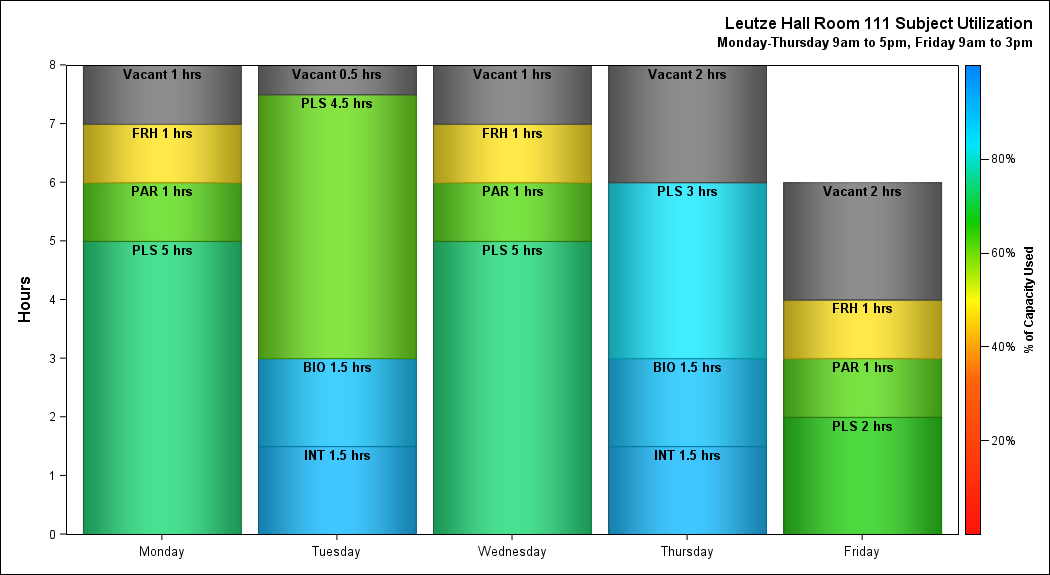 Leutze Hall Room 111 Subject Utilization
Monday-Thursday 9am to 5pm, Friday 9am to 3pm
Hours
8
7
6
5
4
3
2
1
0
Vacant 1 hrs
FRH 1 hrs
PAR 1 hrs
PLS 5 hrs
Monday
Vacant 0.5 hrs
PLS 4.5 hrs
BIO 1.5 hrs
INT 1.5 hrs
Tuesday
Vacant 1 hrs
FRH 1 hrs
PAR 1 hrs
PLS 5 hrs
Wednesday
Vacant 2 hrs
PLS 3 hrs
BIO 1.5 hrs
INT 1.5 hrs
Thursday
Vacant 2 hrs
FRH 1 hrs
PAR 1 hrs
PLS 2 hrs
Friday
80%
60%
40%
20%
% of Capacity Used